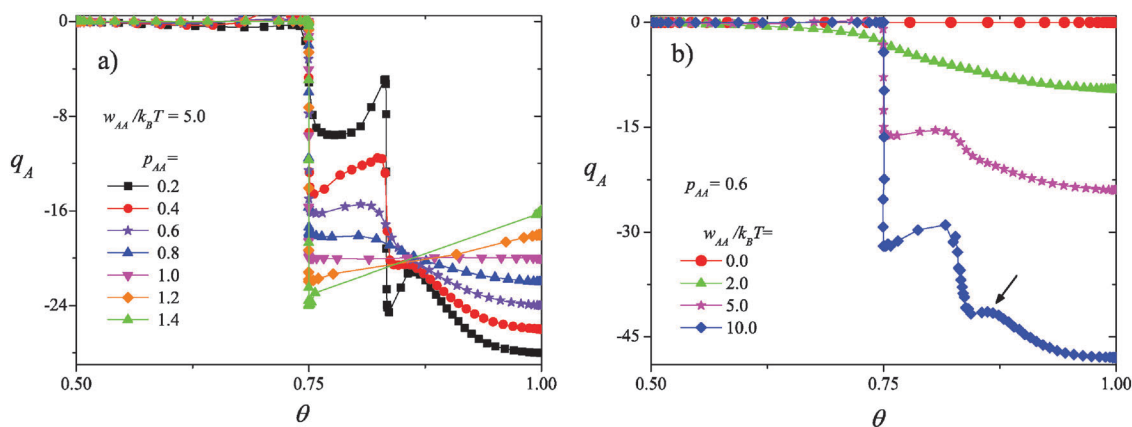 a)
w_AA/k_BT = 5.0
p_AA=
0.2
0.4
0.6
0.8
1.0
1.2
1.4
q_A
0
-8
-16
-24
0.50
0.75
1.00
θ
b)
p_AA= 0.6
w_AA/k_BT=
0.0
2.0
5.0
10.0
q_A
0
-15
-30
-45
0.50
0.75
1.00
θ